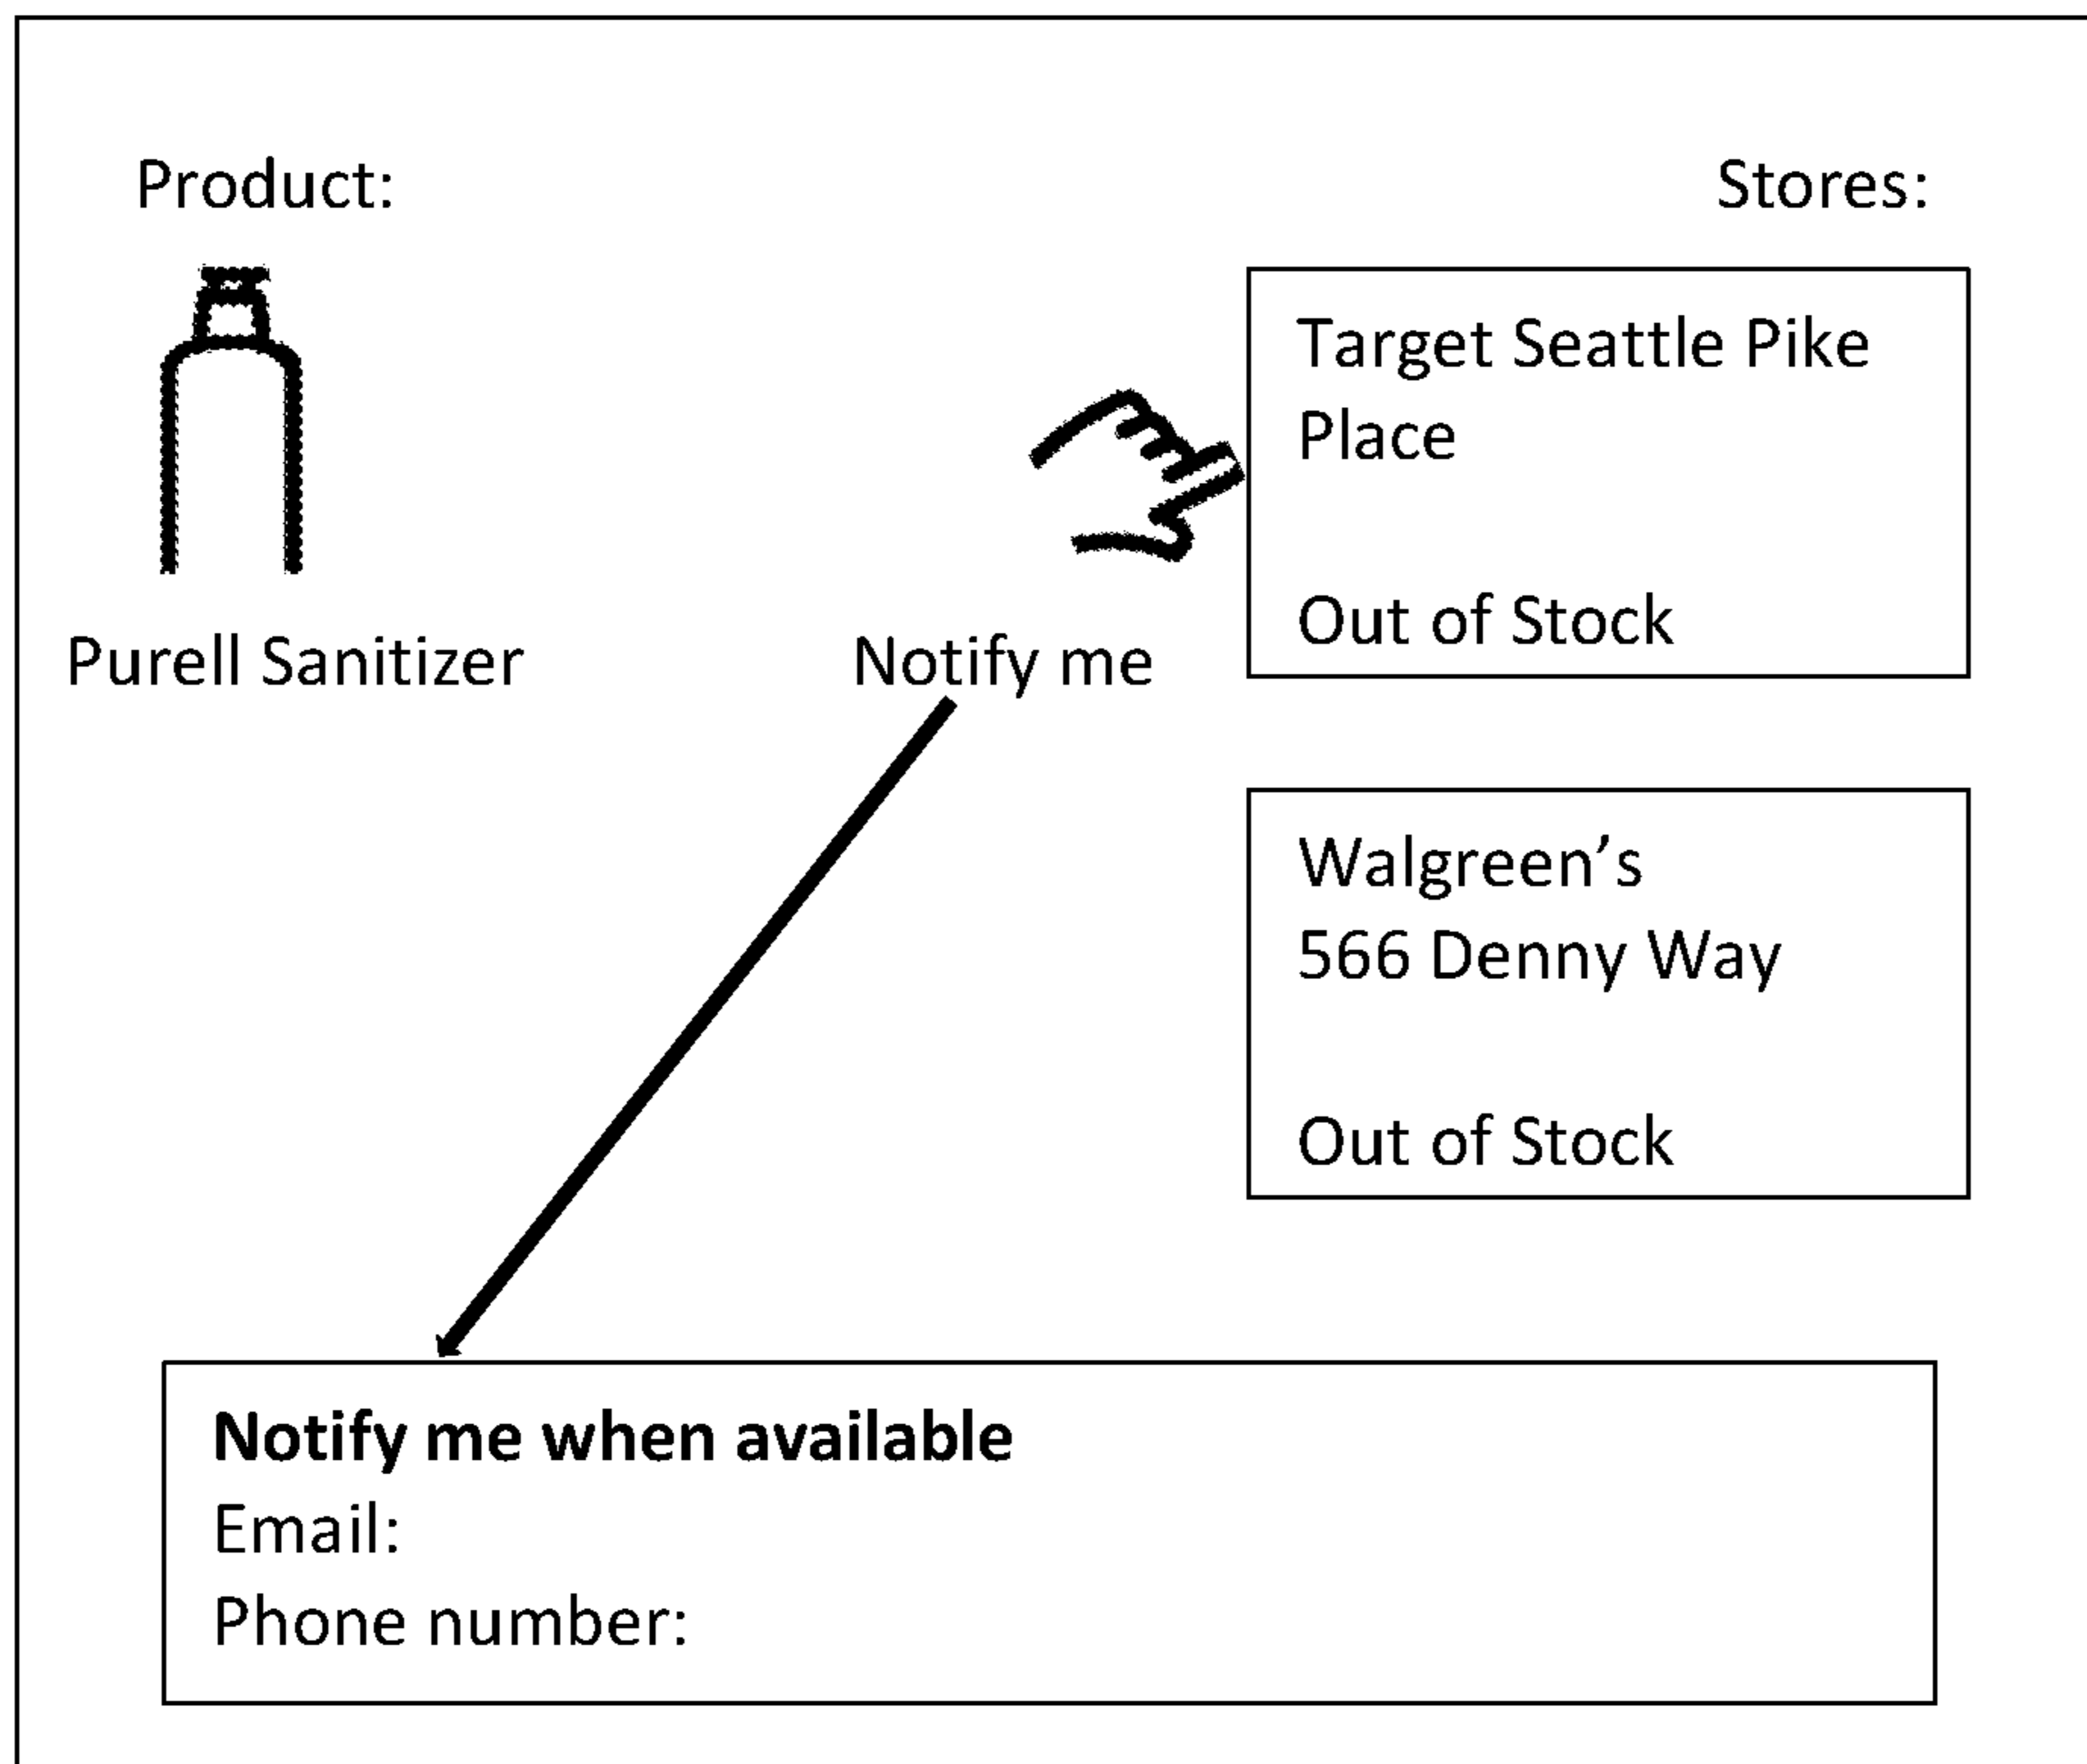 Product:
Stores:
Target Seattle Pike
Place
Out of Stock
Purell Sanitizer
Notify me
Walgreen’s
566 Denny Way
Out of Stock
Notify me when available
Email:
Phone number: